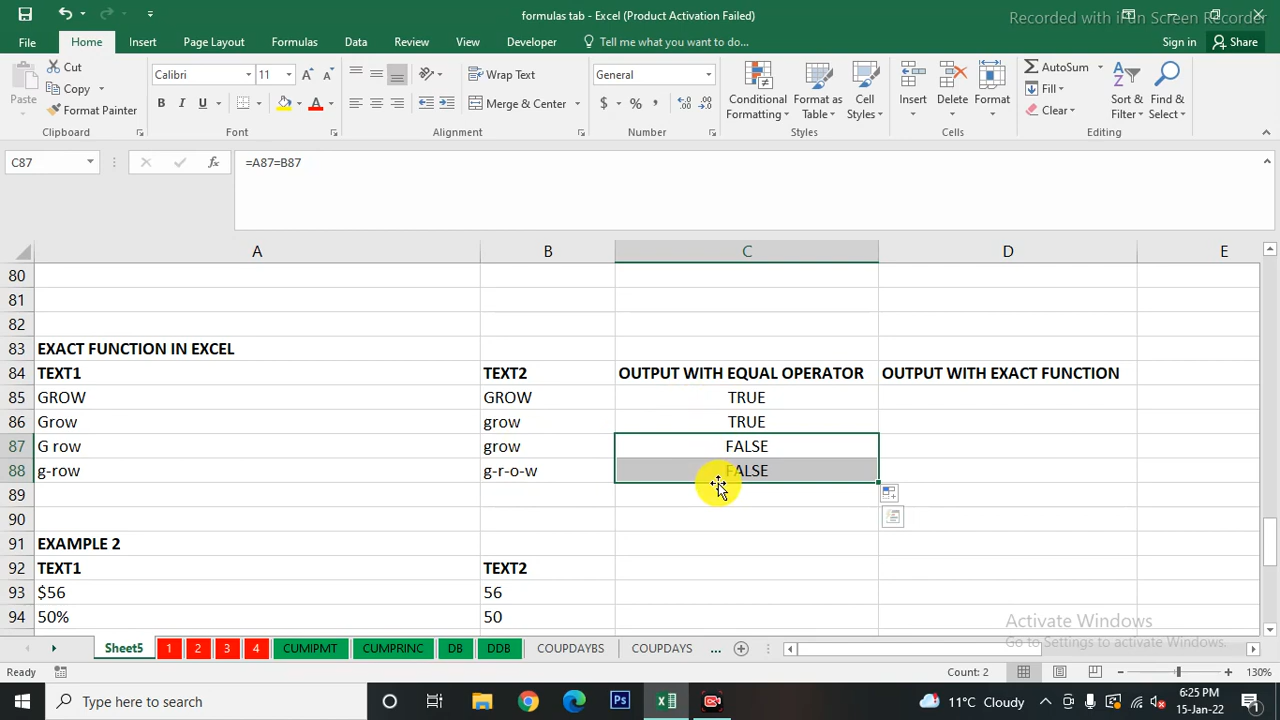 formulas tab - Excel (Product Activation Failed)
Recorded with iFun Screen Recorder
File Home Insert Page Layout Formulas Data Review View Developer Tell me what you want to do... Sign in Share
Paste Cut Copy Format Painter
Calibri 11
B I U A
Wrap Text
Merge & Center
General
$ % ,
Conditional Formatting
Format as Table
Cell Styles
Insert Delete Format
AutoSum
Fill
Clear
Sort & Filter
Find & Select
Clipboard Font Alignment Number Styles Cells Editing
C87 fx =A87=B87
A B C D E
80
81
82
83 EXACT FUNCTION IN EXCEL
84 TEXT1 TEXT2 OUTPUT WITH EQUAL OPERATOR OUTPUT WITH EXACT FUNCTION
85 GROW GROW TRUE
86 Grow grow TRUE
87 G row grow FALSE
88 g-row g-r-o-w FALSE
89
90
91 EXAMPLE 2
92 TEXT1 TEXT2
93 $56 56
94 50% 50
Activate Windows
Go to Settings to activate Windows.
Sheet5 1 2 3 4 CUMIPMT CUMPRINC DB DDB COUPDAYBS COUPDAYS ...
Ready Count: 2 130%
Type here to search Ps 11°C Cloudy 6:25 PM
15-Jan-22 1